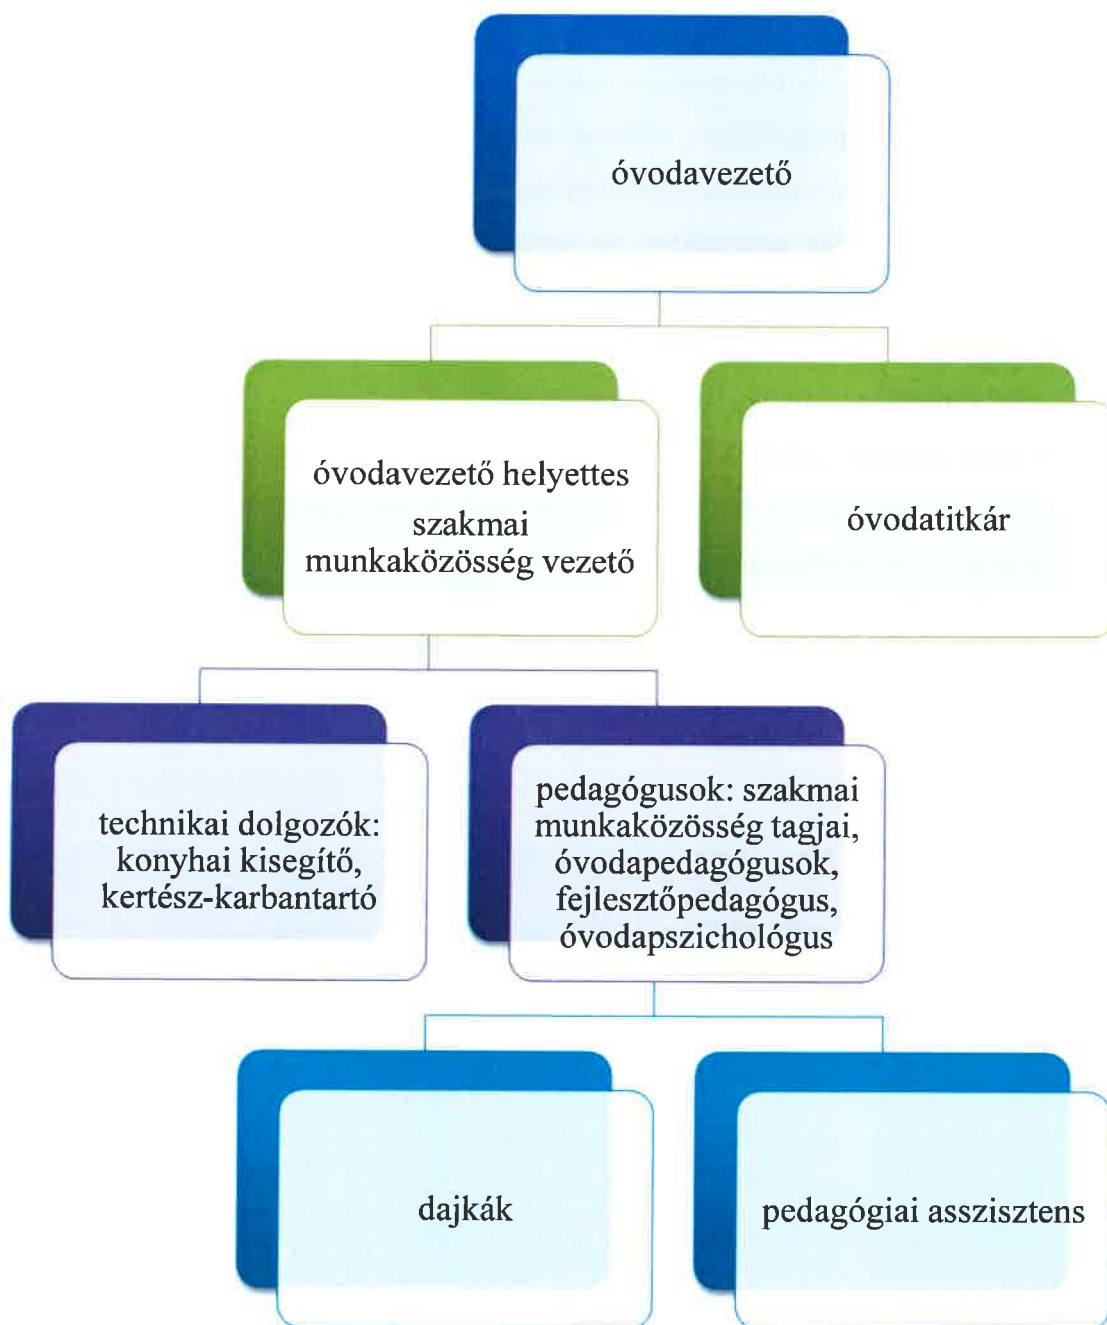 óvodavezető
óvodavezető helyettes
szakmai
munkaközösség vezető
óvodatitkár
technikai dolgozók:
konyhai kisegítő,
kertész-karbantartó
pedagógusok: szakmai
munkaközösség tagjai,
óvodapedagógusok,
fejlesztőpedagógus,
óvodapszichológus
dajkák
pedagógiai asszisztens